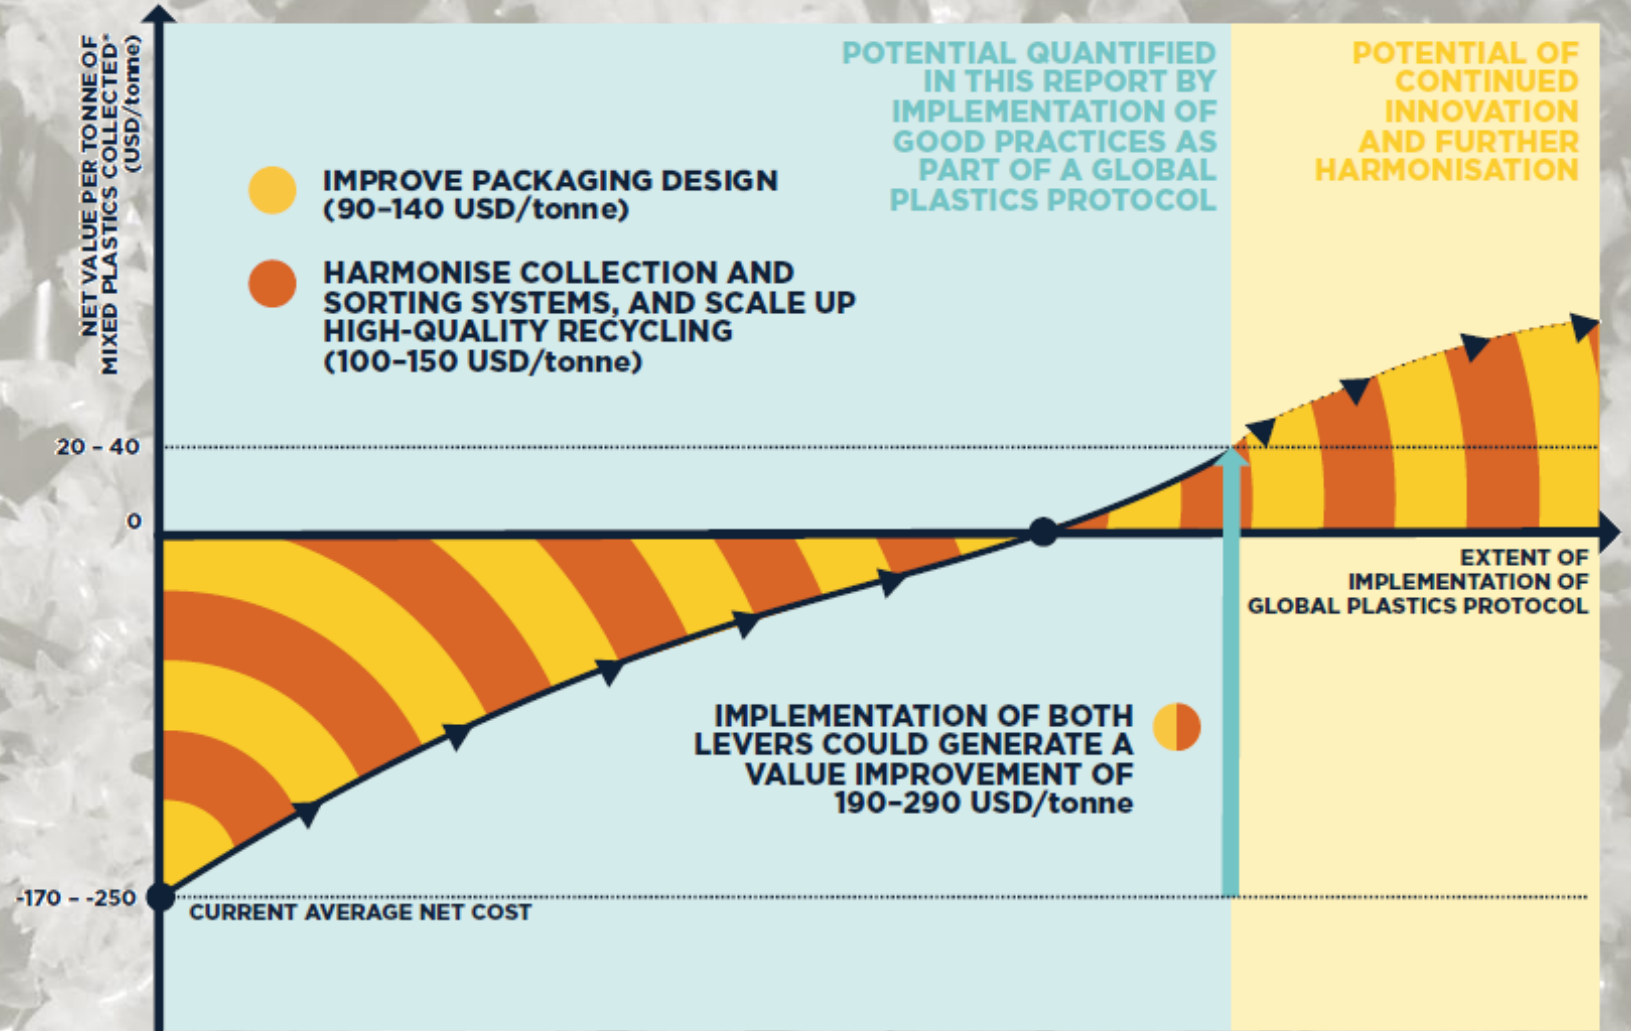 NET VALUE PER TONNE OF
MIXED PLASTICS COLLECTED*
(USD/tonne)
POTENTIAL QUANTIFIED
IN THIS REPORT BY
IMPLEMENTATION OF
GOOD PRACTICES AS
PART OF A GLOBAL
PLASTICS PROTOCOL
POTENTIAL OF
CONTINUED
INNOVATION
AND FURTHER
HARMONISATION
IMPROVE PACKAGING DESIGN
(90–140 USD/tonne)
HARMONISE COLLECTION AND
SORTING SYSTEMS, AND SCALE UP
HIGH-QUALITY RECYCLING
(100–150 USD/tonne)
20 – 40
0
EXTENT OF
IMPLEMENTATION OF
GLOBAL PLASTICS PROTOCOL
IMPLEMENTATION OF BOTH
LEVERS COULD GENERATE A
VALUE IMPROVEMENT OF
190–290 USD/tonne
-170 – -250
CURRENT AVERAGE NET COST